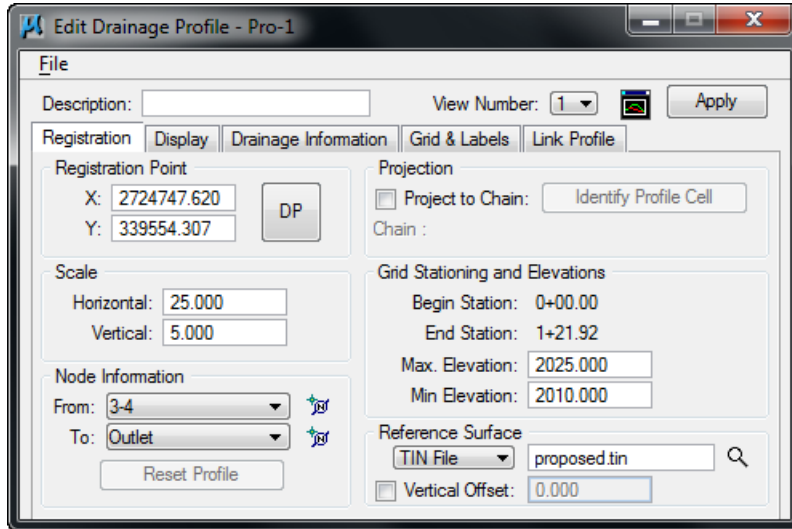 Edit Drainage Profile - Pro-1
File
Description: View Number: 1 Apply
Registration Display Drainage Information Grid & Labels Link Profile
Registration Point
X: 2724747.620
Y: 339554.307
DP
Projection
Project to Chain: Identify Profile Cell
Chain :
Scale
Horizontal: 25.000
Vertical: 5.000
Grid Stationing and Elevations
Begin Station: 0+00.00
End Station: 1+21.92
Max. Elevation: 2025.000
Min Elevation: 2010.000
Node Information
From: 3-4
To: Outlet
Reset Profile
Reference Surface
TIN File proposed.tin
Vertical Offset: 0.000